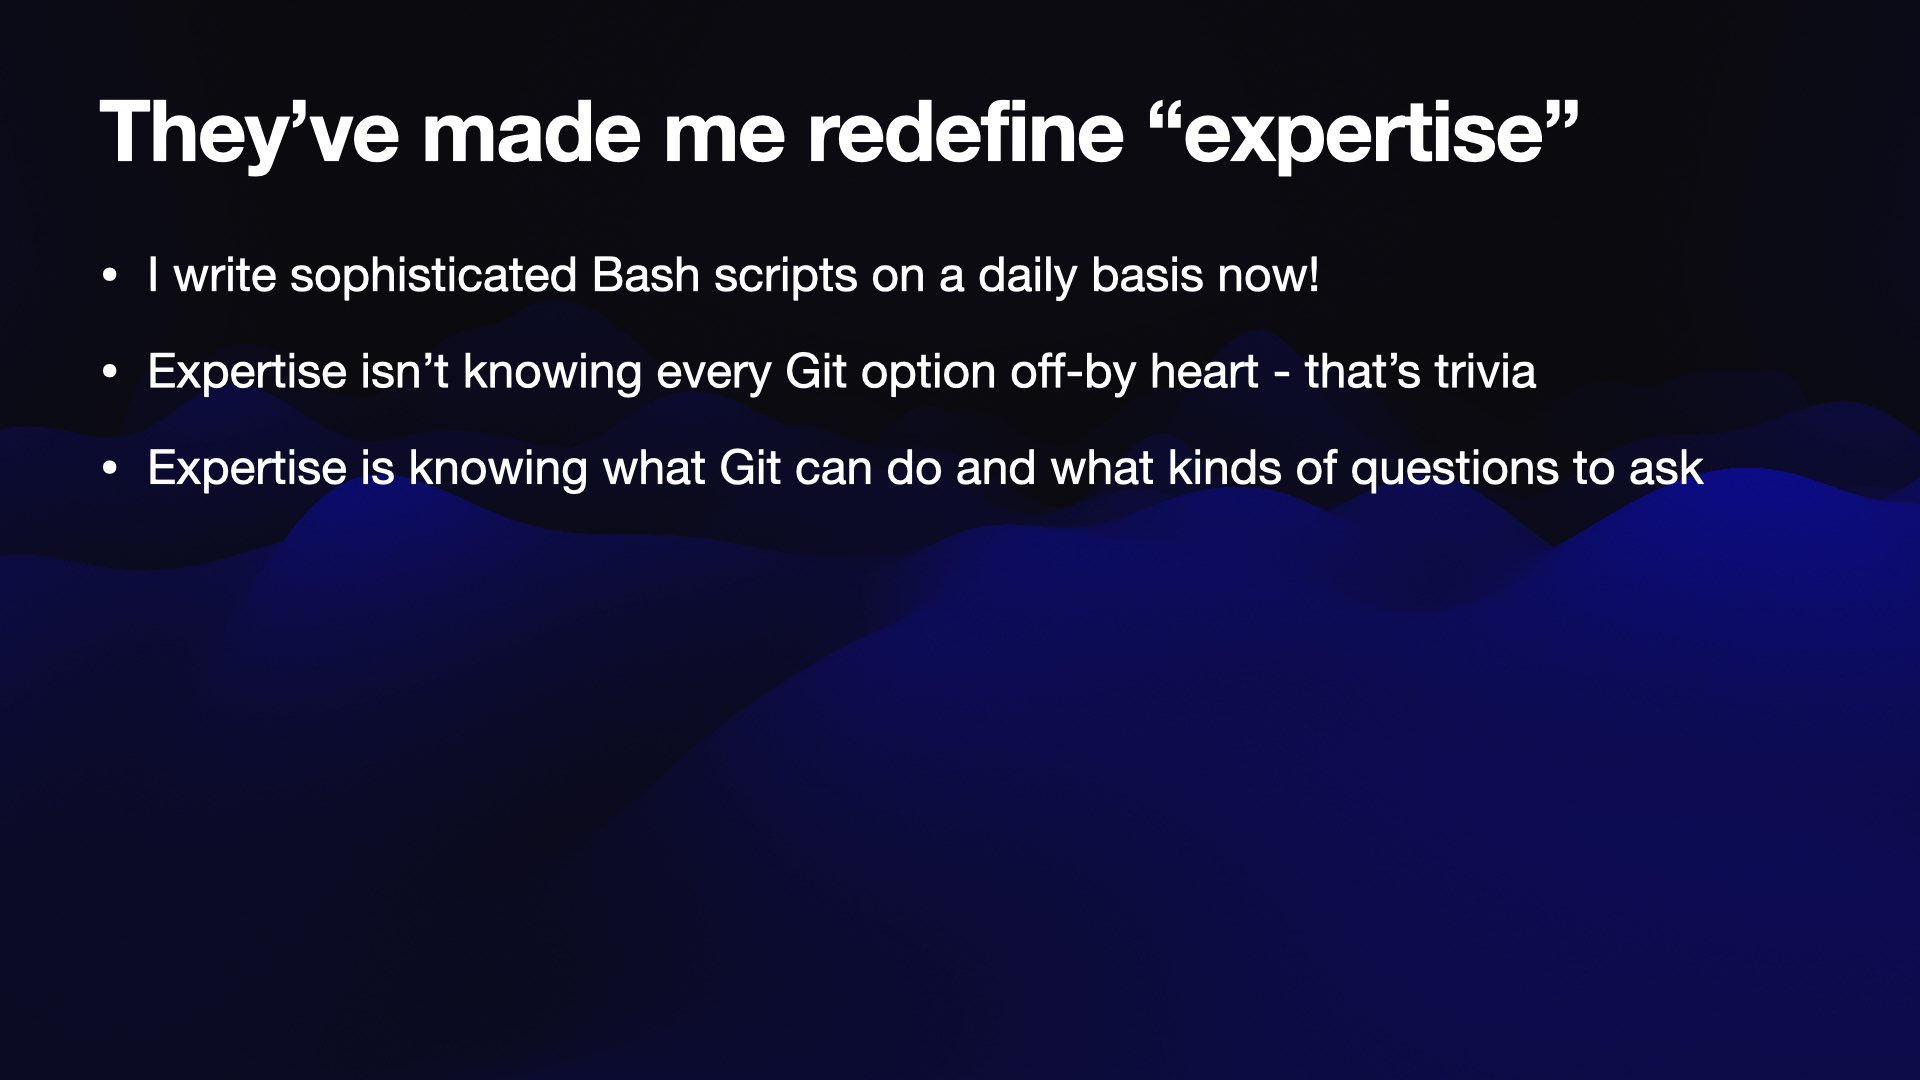 They’ve made me redefine “expertise”
• I write sophisticated Bash scripts on a daily basis now!
• Expertise isn’t knowing every Git option off-by heart - that’s trivia
• Expertise is knowing what Git can do and what kinds of questions to ask